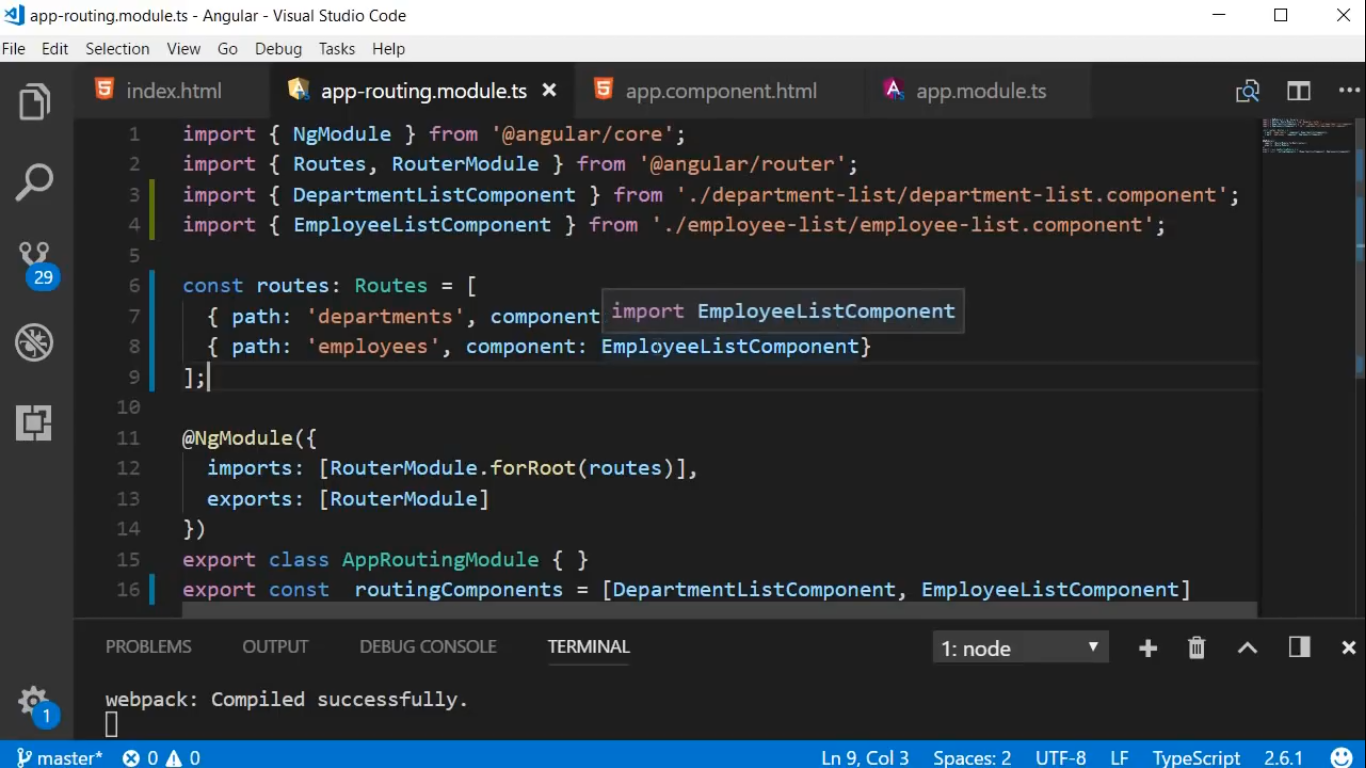 app-routing.module.ts - Angular - Visual Studio Code
File Edit Selection View Go Debug Tasks Help
index.html app-routing.module.ts app.component.html app.module.ts
1 import { NgModule } from '@angular/core';
2 import { Routes, RouterModule } from '@angular/router';
3 import { DepartmentListComponent } from './department-list/department-list.component';
4 import { EmployeeListComponent } from './employee-list/employee-list.component';
5
6 const routes: Routes = [
7 { path: 'departments', component
import EmployeeListComponent
8 { path: 'employees', component: EmployeeListComponent}
9 ];
10
11 @NgModule({
12 imports: [RouterModule.forRoot(routes)],
13 exports: [RouterModule]
14 })
15 export class AppRoutingModule { }
16 export const routingComponents = [DepartmentListComponent, EmployeeListComponent]
29
PROBLEMS OUTPUT DEBUG CONSOLE TERMINAL 1: node
webpack: Compiled successfully.
1
master* 0 0 Ln 9, Col 3 Spaces: 2 UTF-8 LF TypeScript 2.6.1